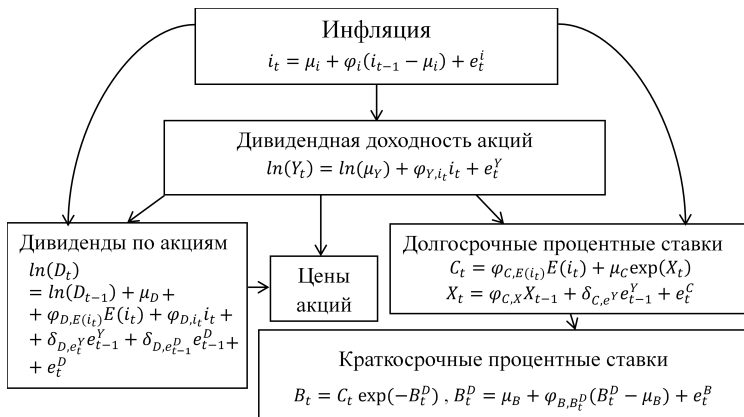 Инфляция
i_t = μ_i + φ_i(i_{t−1} − μ_i) + e_t^i
Дивидендная доходность акций
ln(Y_t) = ln(μ_Y) + φ_{Y,i_t} i_t + e_t^Y
Дивиденды по акциям
ln(D_t)
= ln(D_{t−1}) + μ_D +
+ φ_{D,E(i_t)}E(i_t) + φ_{D,i_t} i_t +
+ δ_{D,e_t^Y} e_{t−1}^Y + δ_{D,e_{t−1}^D} e_{t−1}^D +
+ e_t^D
Цены
акций
Долгосрочные процентные ставки
C_t = φ_{C,E(i_t)}E(i_t) + μ_C exp(X_t)
X_t = φ_{C,X}X_{t−1} + δ_{C,e^Y} e_{t−1}^Y + e_t^C
Краткосрочные процентные ставки
B_t = C_t exp(−B_t^D) , B_t^D = μ_B + φ_{B,B_t^D}(B_t^D − μ_B) + e_t^B